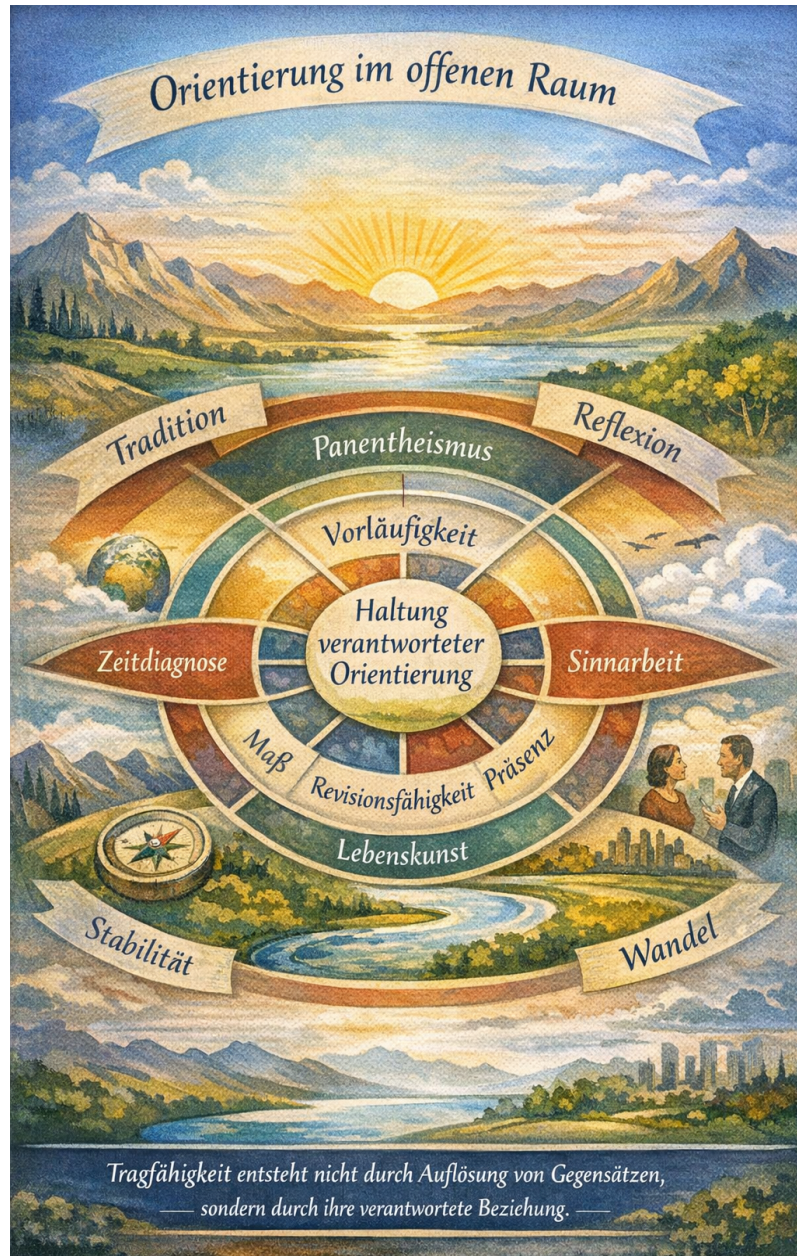 Orientierung im offenen Raum
Tradition
Reflexion
Panentheismus
Vorläufigkeit
Haltung
verantworteter
Orientierung
Zeitdiagnose
Sinnarbeit
Maß
Revisionsfähigkeit
Präsenz
Lebenskunst
Stabilität
Wandel
Tragfähigkeit entsteht nicht durch Auflösung von Gegensätzen,
sondern durch ihre verantwortete Beziehung.